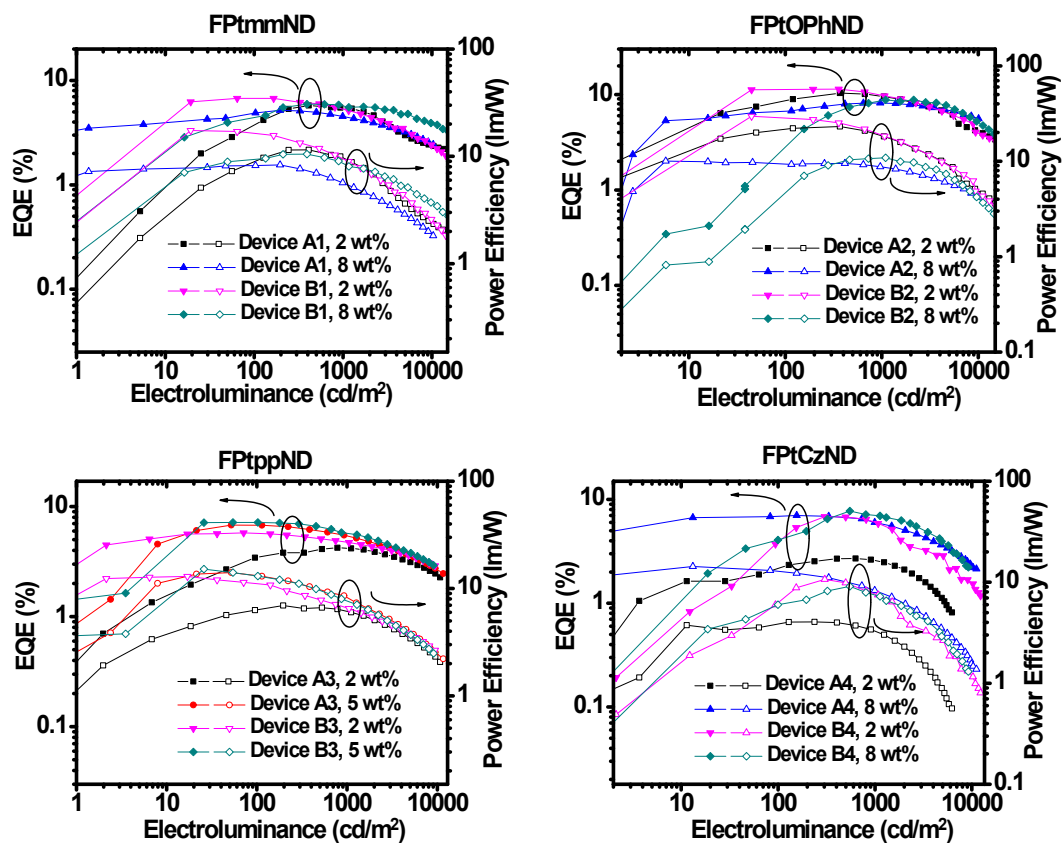 FPtmmND
EQE (%)
10
1
0.1
100
10
1
Power Efficiency (lm/W)
Device A1, 2 wt%
Device A1, 8 wt%
Device B1, 2 wt%
Device B1, 8 wt%
1 10 100 1000 10000
Electroluminance (cd/m²)
FPtOPhND
EQE (%)
10
1
0.1
100
10
1
0.1
Power Efficiency (lm/W)
Device A2, 2 wt%
Device A2, 8 wt%
Device B2, 2 wt%
Device B2, 8 wt%
10 100 1000 10000
Electroluminance (cd/m²)
FPtppND
EQE (%)
10
1
0.1
100
10
1
Power Efficiency (lm/W)
Device A3, 2 wt%
Device A3, 5 wt%
Device B3, 2 wt%
Device B3, 5 wt%
1 10 100 1000 10000
Electroluminance (cd/m²)
FPtCzND
EQE (%)
10
1
0.1
100
10
1
0.1
Power Efficiency (lm/W)
Device A4, 2 wt%
Device A4, 8 wt%
Device B4, 2 wt%
Device B4, 8 wt%
10 100 1000 10000
Electroluminance (cd/m²)